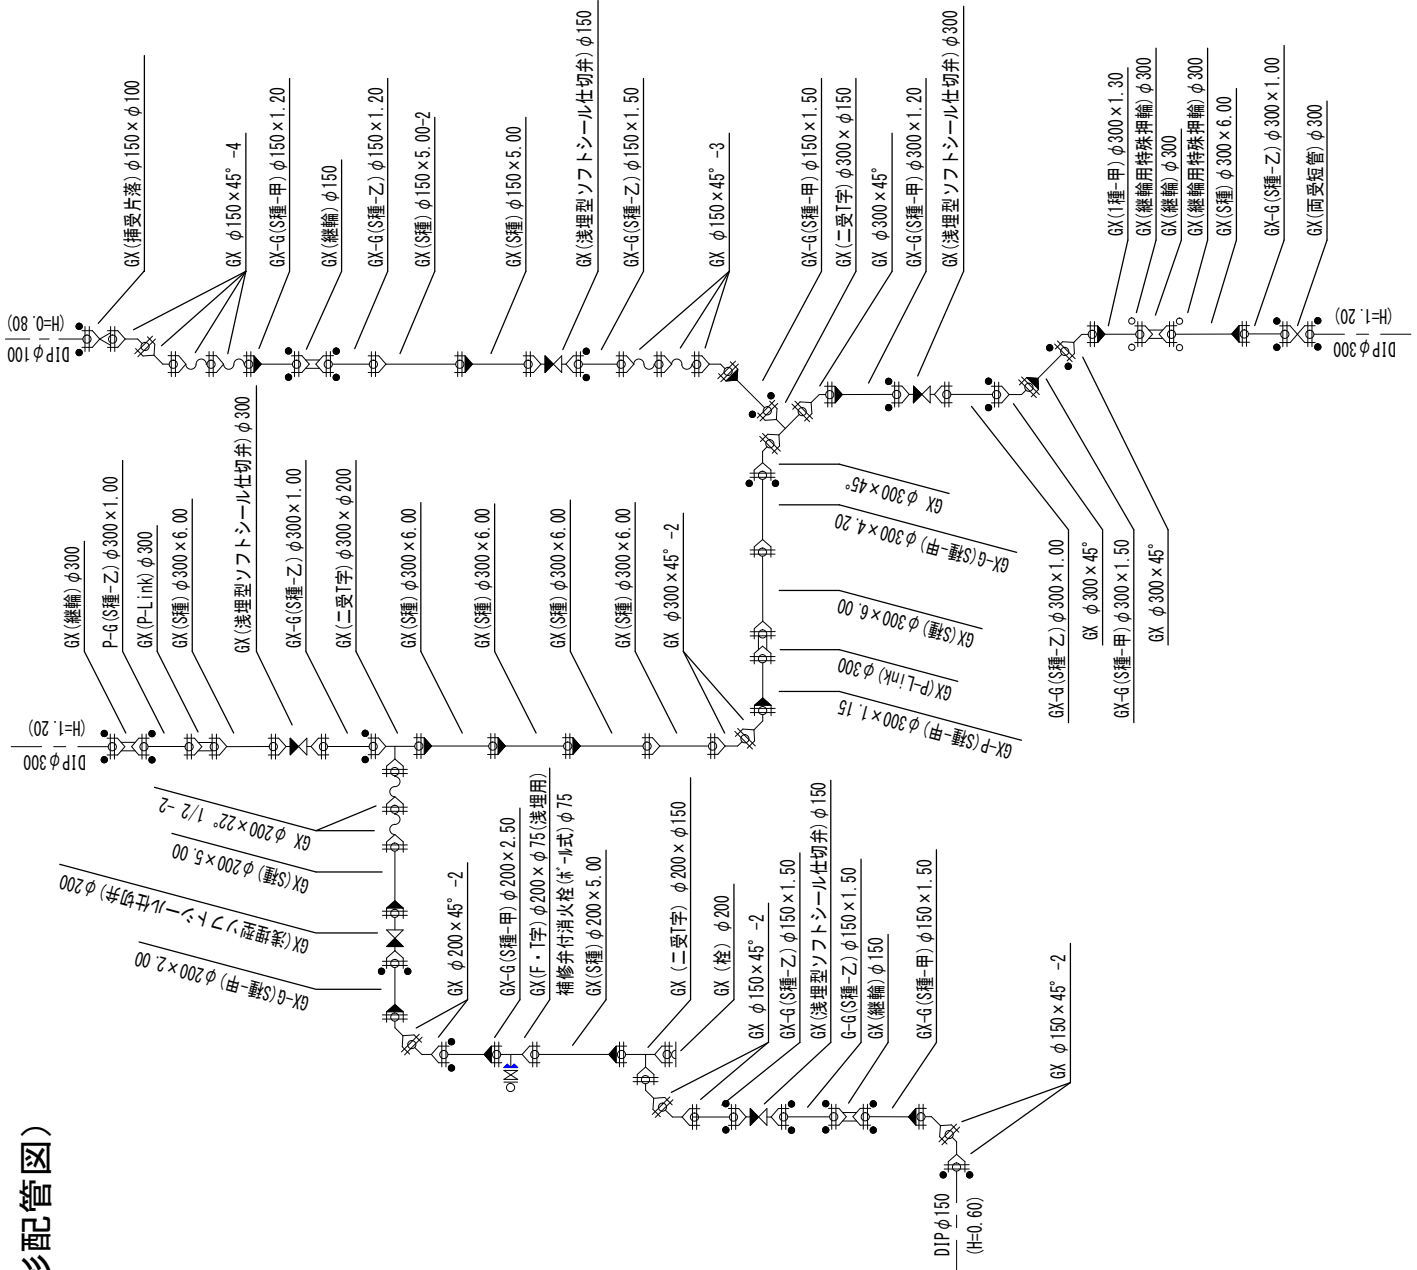 彡配管図）
DIPφ100
(H=0.80)
GX(挿受片落)φ150×φ100
GX φ150×45° -4
GX-G(S種-甲)φ150×1.20
GX(継輪)φ150
GX-G(S種-乙)φ150×1.20
GX(S種)φ150×5.00-2
GX(S種)φ150×5.00
GX(浅埋型ソフトシール仕切弁)φ150
GX-G(S種-乙)φ150×1.50
GX φ150×45° -3
GX-G(S種-甲)φ150×1.50
GX(二受T字)φ300×φ150
GX φ300×45°
GX-G(S種-甲)φ300×1.20
GX(浅埋型ソフトシール仕切弁)φ300
GX(1種-甲)φ300×1.30
GX(継輪用特殊押輪)φ300
GX(継輪)φ300
GX(継輪用特殊押輪)φ300
GX(S種)φ300×6.00
GX-G(S種-乙)φ300×1.00
GX(両受短管)φ300
DIPφ300
(H=1.20)
DIPφ300
(H=1.20)
GX(継輪)φ300
P-G(S種-乙)φ300×1.00
GX(P-Link)φ300
GX(S種)φ300×6.00
GX(浅埋型ソフトシール仕切弁)φ300
GX-G(S種-乙)φ300×1.00
GX(二受T字)φ300×φ200
GX(S種)φ300×6.00
GX(S種)φ300×6.00
GX(S種)φ300×6.00
GX(S種)φ300×6.00
GX φ300×45° -2
GX φ300×45°
GX-G(S種-甲)φ300×4.20
GX(S種)φ300×6.00
GX(P-Link)φ300
GX-P(S種-甲)φ300×1.15
GX-G(S種-乙)φ300×1.00
GX φ300×45°
GX-G(S種-甲)φ300×1.50
GX φ300×45°
GX φ200×22° 1/2 -2
GX(S種)φ200×5.00
GX(浅埋型ソフトシール仕切弁)φ200
GX-G(S種-甲)φ200×2.00
GX φ200×45° -2
GX-G(S種-甲)φ200×2.50
GX(F・T字)φ200×φ75(浅埋用)
補修弁付消火栓(ボール式)φ75
GX(S種)φ200×5.00
GX(二受T字)φ200×φ150
GX(栓)φ200
GX φ150×45° -2
GX-G(S種-乙)φ150×1.50
GX(浅埋型ソフトシール仕切弁)φ150
G-G(S種-乙)φ150×1.50
GX(継輪)φ150
GX-G(S種-甲)φ150×1.50
GX φ150×45° -2
DIPφ150
(H=0.60)